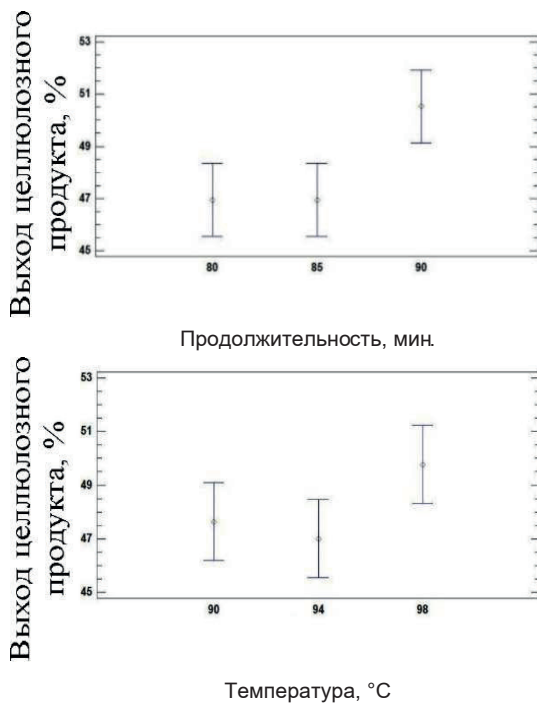 Выход целлюлозного
продукта, %
53
51
49
47
45
80 85 90
Продолжительность, мин.
Выход целлюлозного
продукта, %
53
51
49
47
45
90 94 98
Температура, °C